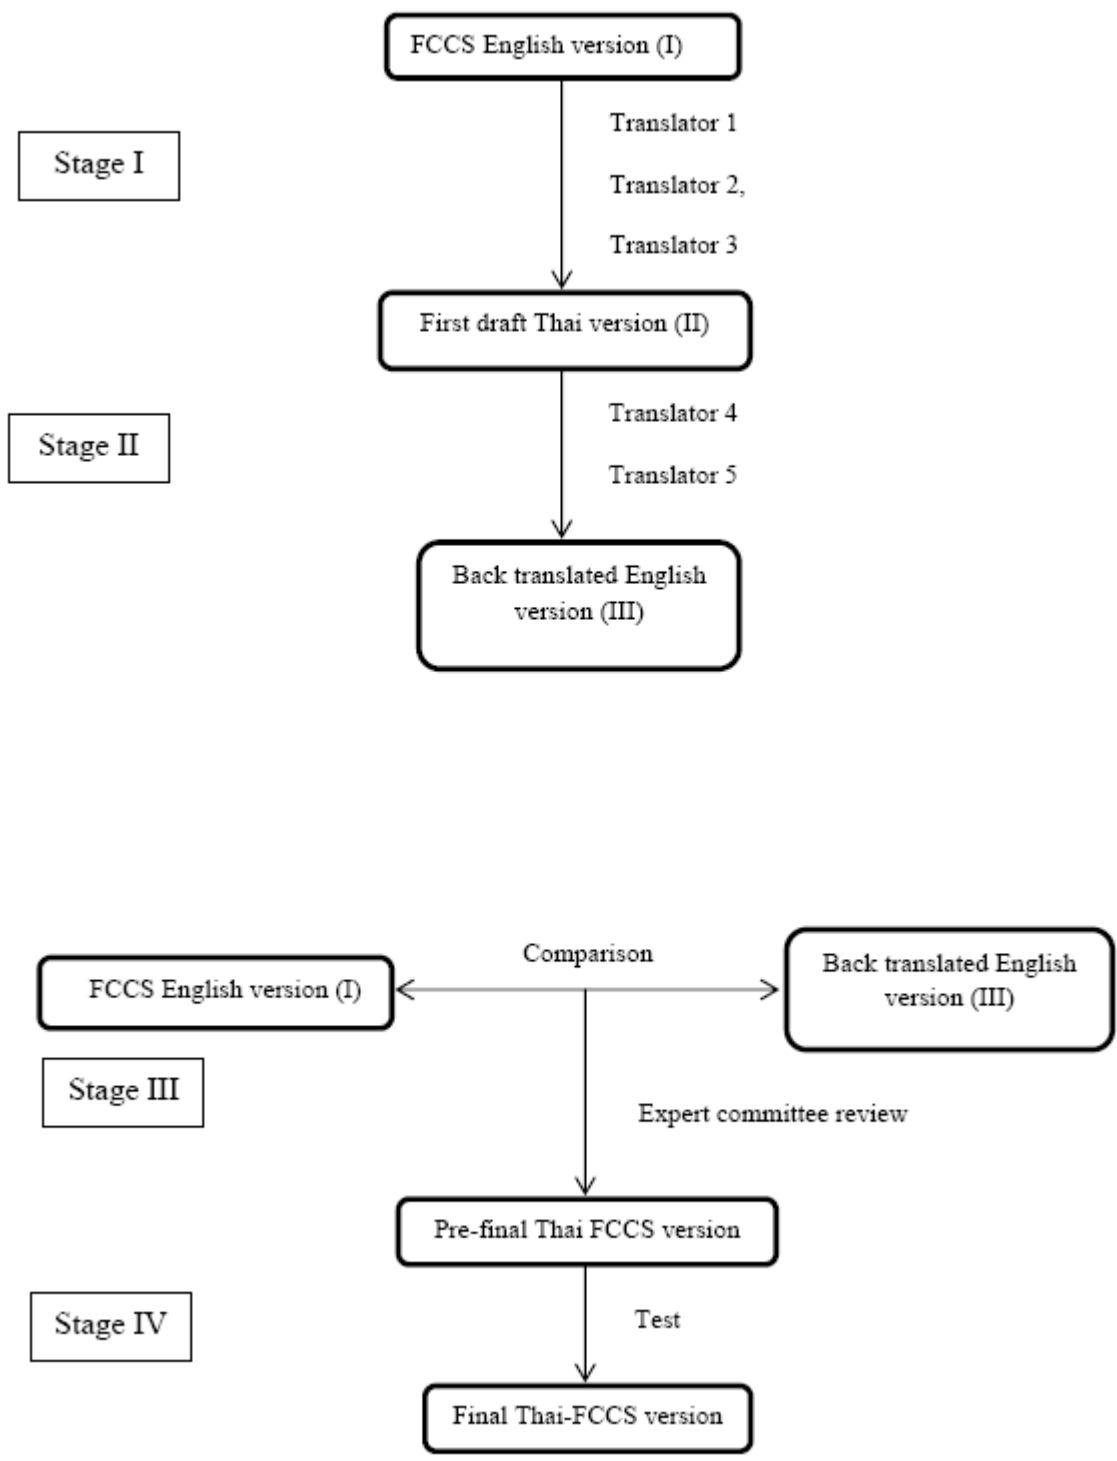 FCCS English version (I)
Translator 1
Stage I
Translator 2,
Translator 3
First draft Thai version (II)
Translator 4
Stage II
Translator 5
Back translated English
version (III)
Comparison
FCCS English version (I)
Back translated English
version (III)
Stage III
Expert committee review
Pre-final Thai FCCS version
Stage IV
Test
Final Thai-FCCS version